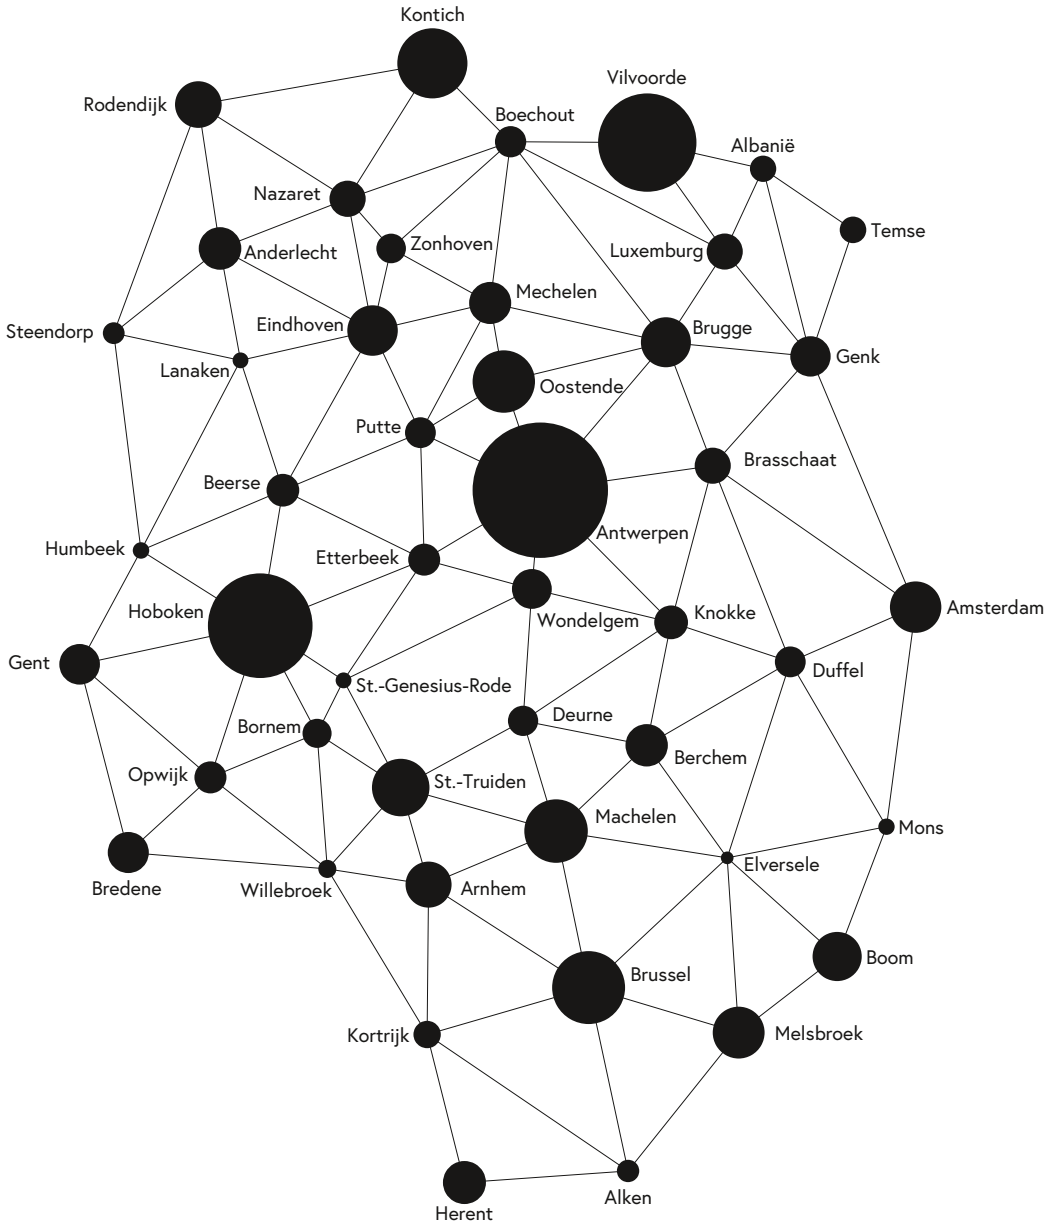 Kontich
Vilvoorde
Rodendijk
Boechout
Albanië
Nazaret
Temse
Zonhoven
Luxemburg
Anderlecht
Mechelen
Eindhoven
Brugge
Steendorp
Genk
Lanaken
Oostende
Putte
Brasschaat
Beerse
Antwerpen
Humbeek
Etterbeek
Amsterdam
Hoboken
Knokke
Wondelgem
Gent
Duffel
St.-Genesius-Rode
Deurne
Bornem
Berchem
Opwijk
St.-Truiden
Machelen
Mons
Elversele
Bredene
Willebroek
Arnhem
Boom
Brussel
Melsbroek
Kortrijk
Alken
Herent